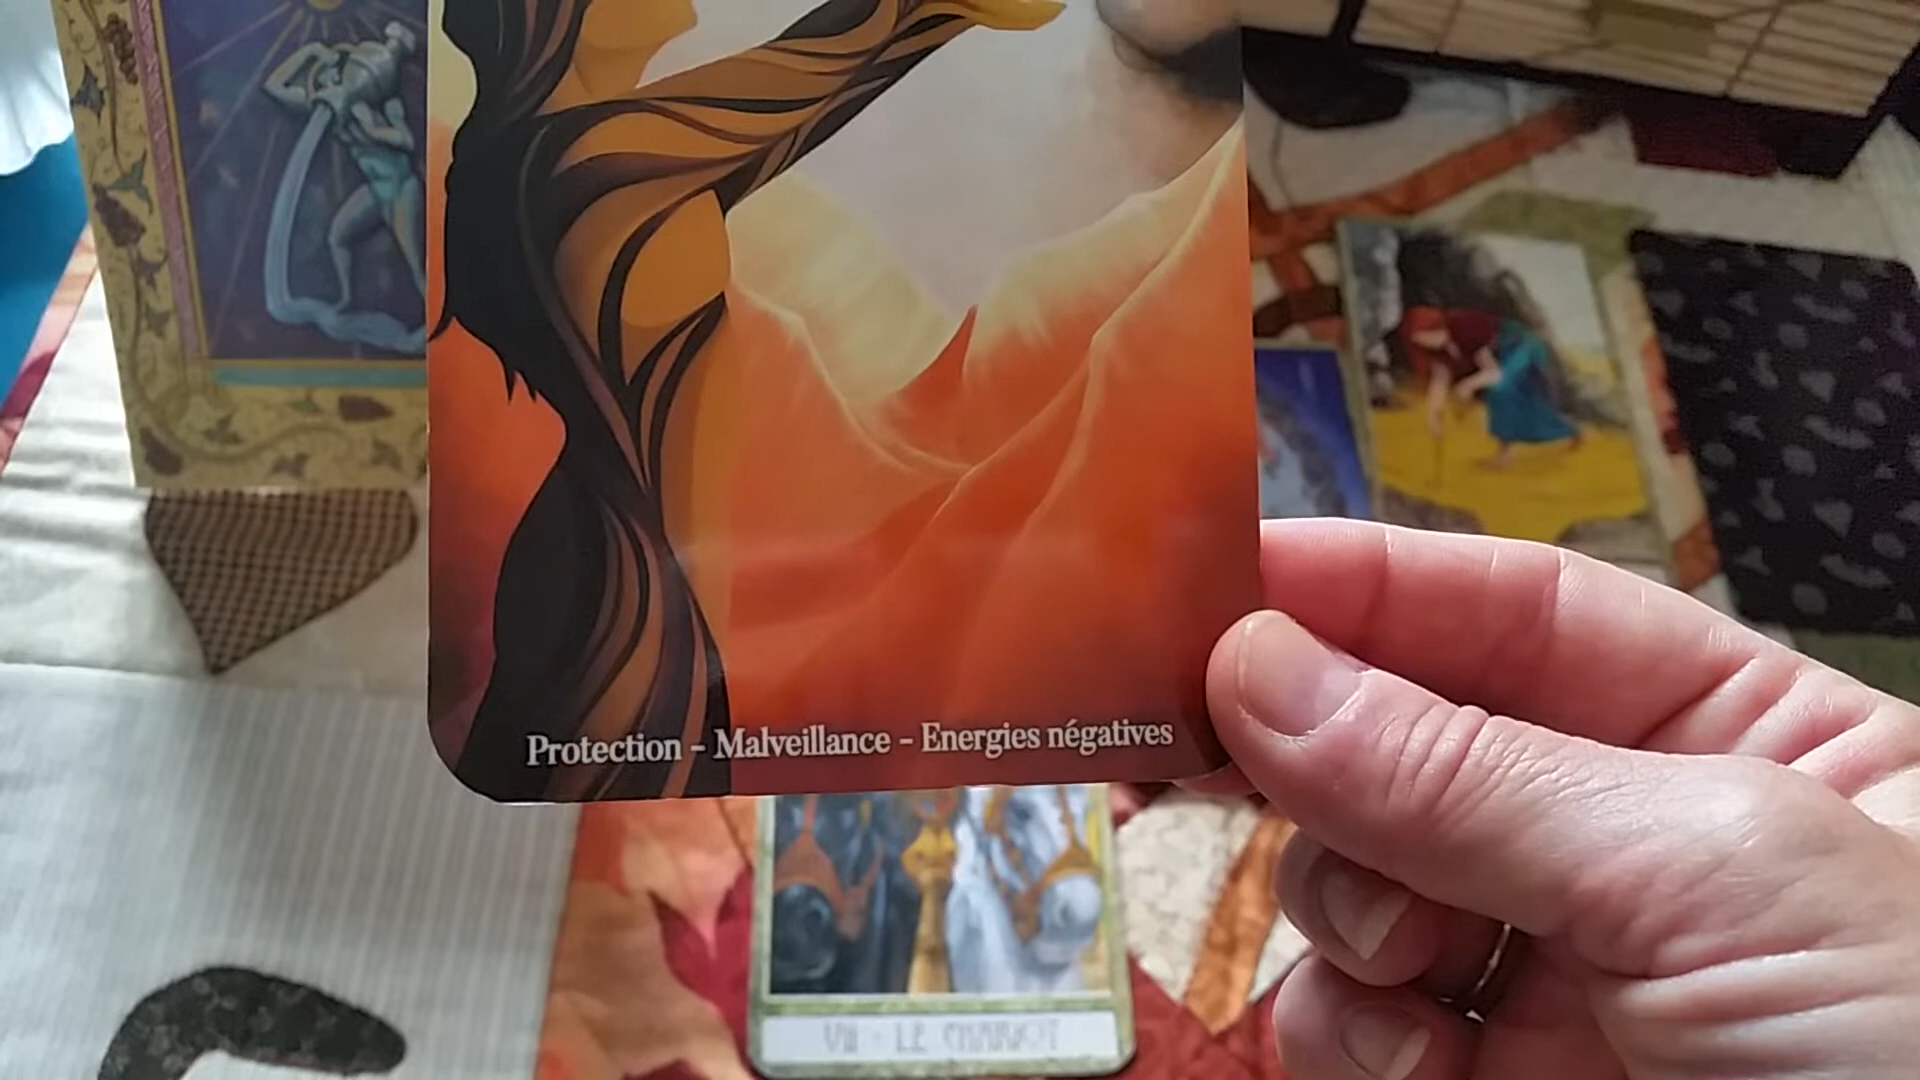 Protection - Malveillance - Energies négatives
VII - LE CHARIOT